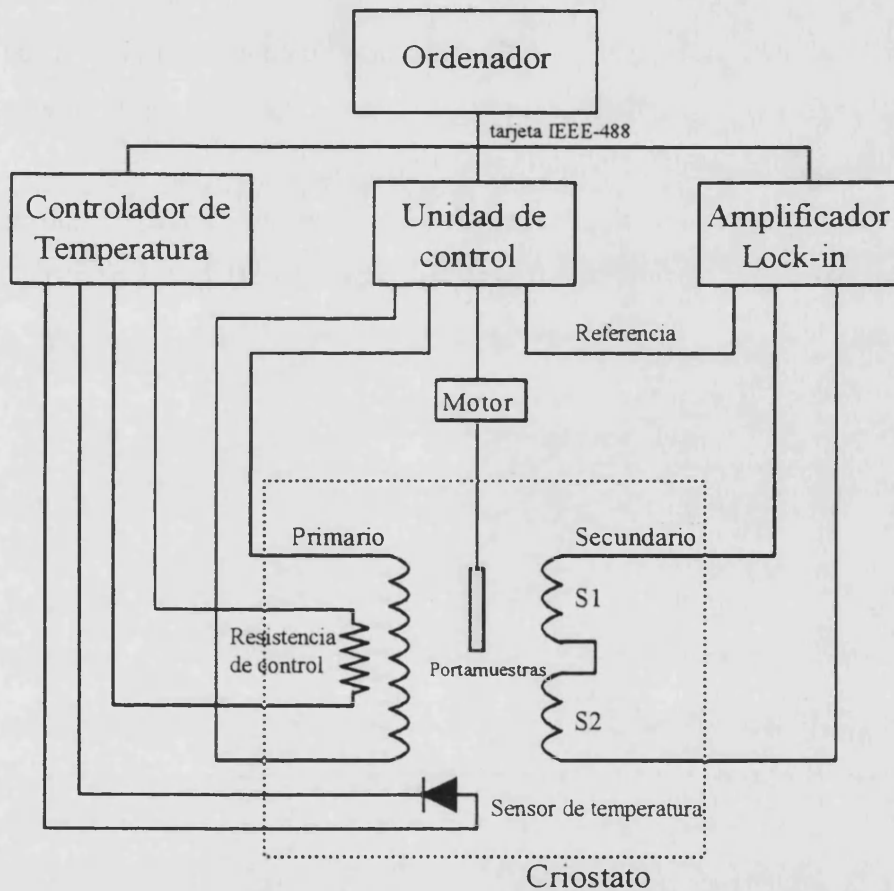 Ordenador
tarjeta IEEE-488
Controlador de
Temperatura
Unidad de
control
Amplificador
Lock-in
Referencia
Motor
Primario
Secundario
S1
Resistencia
de control
Portamuestras
S2
Sensor de temperatura
Criostato